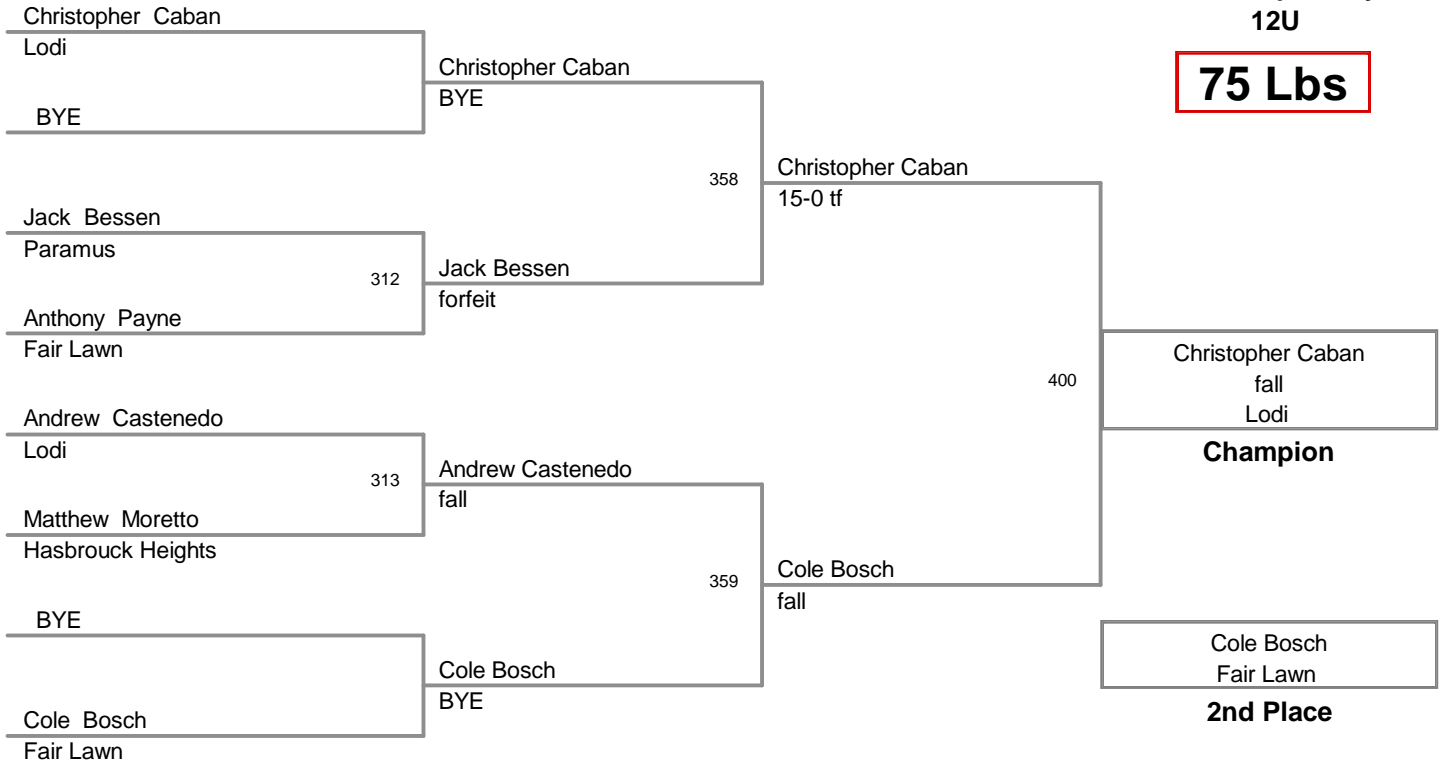 Christopher Caban
Lodi
BYE
Jack Bessen
Paramus
312
Anthony Payne
Fair Lawn
Andrew Castenedo
Lodi
313
Matthew Moretto
Hasbrouck Heights
BYE
Cole Bosch
Fair Lawn
Christopher Caban
BYE
358
Jack Bessen
forfeit
Andrew Castenedo
fall
359
Cole Bosch
BYE
Christopher Caban
15-0 tf
400
Cole Bosch
fall
12U
75 Lbs
Christopher Caban
fall
Lodi
Champion
Cole Bosch
Fair Lawn
2nd Place